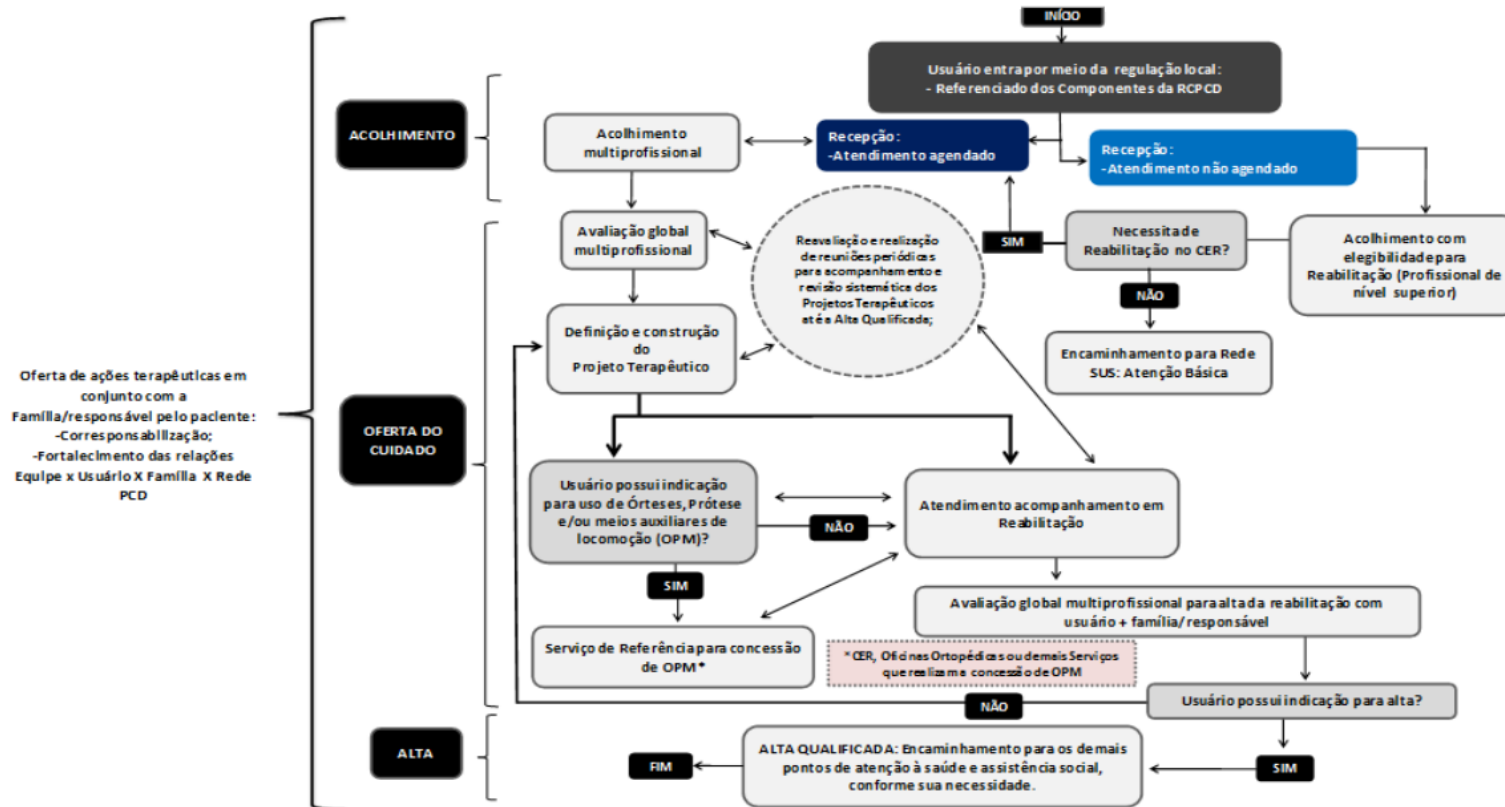 INÍCIO
Usuário entra por meio da regulação local:
- Referenciado dos Componentes da RCPCD
ACOLHIMENTO
Acolhimento
multiprofissional
Recepção:
-Atendimento agendado
Recepção:
-Atendimento não agendado
Avaliação global
multiprofissional
Reavaliação e realização
de reuniões periódicas
para acompanhamento e
revisão sistemática dos
Projetos Terapêuticos
até a Alta Qualificada;
SIM
Necessita de
Reabilitação no CER?
Acolhimento com
elegibilidade para
Reabilitação (Profissional de
nível superior)
NÃO
Definição e construção
do
Projeto Terapêutico
Encaminhamento para Rede
SUS: Atenção Básica
Oferta de ações terapêuticas em
conjunto com a
Família/responsável pelo paciente:
-Corresponsabilização;
-Fortalecimento das relações
Equipe x Usuário X Família X Rede
PCD
OFERTA DO
CUIDADO
Usuário possui indicação
para uso de Órteses, Prótese
e/ou meios auxiliares de
locomoção (OPM)?
NÃO
Atendimento acompanhamento em
Reabilitação
SIM
Avaliação global multiprofissional para alta da reabilitação com
usuário + família/responsável
Serviço de Referência para concessão
de OPM*
*CER, Oficinas Ortopédicas ou demais Serviços
que realizam a concessão de OPM
NÃO
Usuário possui indicação para alta?
ALTA
FIM
ALTA QUALIFICADA: Encaminhamento para os demais
pontos de atenção à saúde e assistência social,
conforme sua necessidade.
SIM